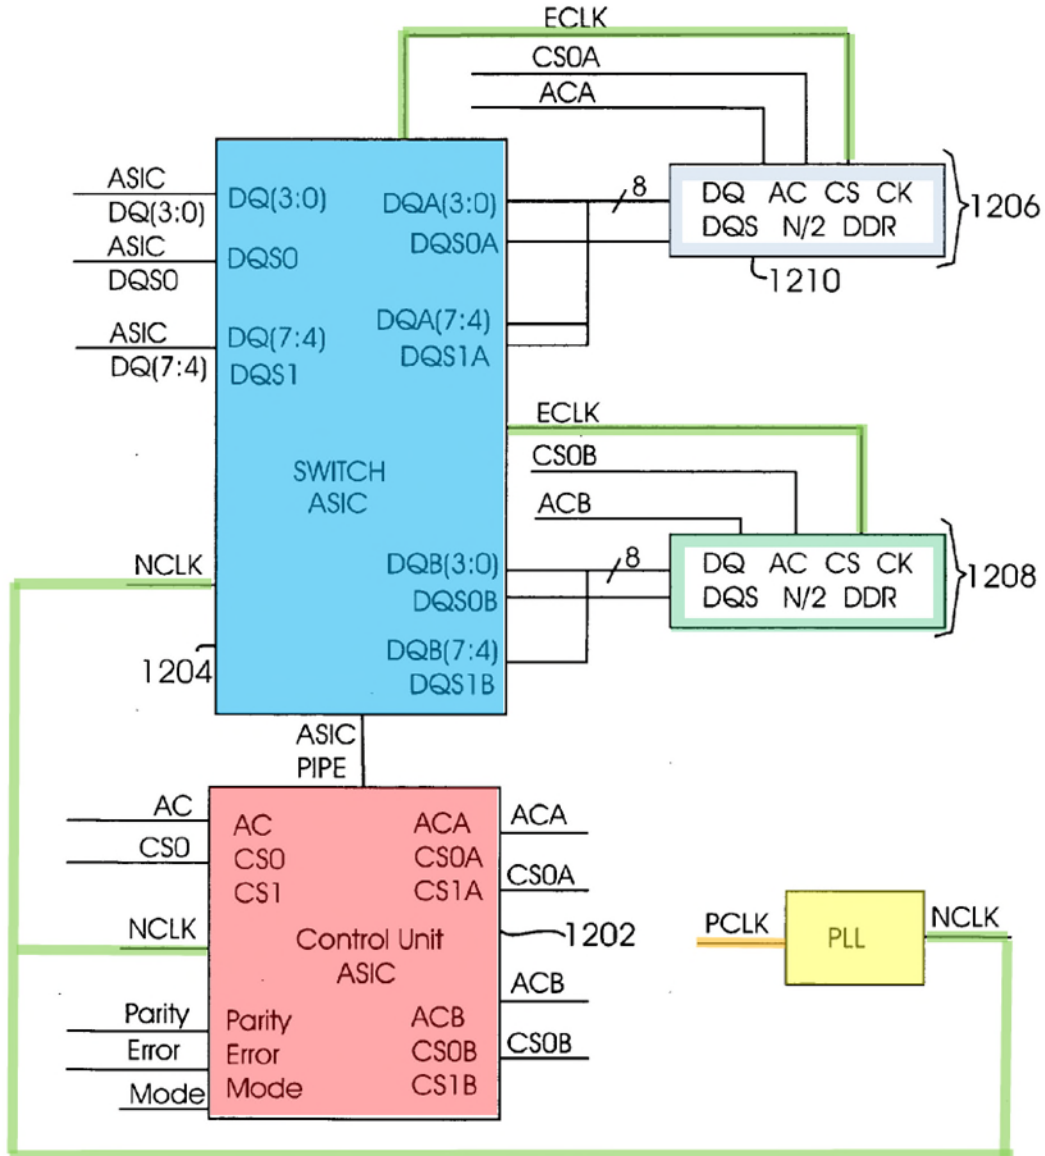 ECLK
CS0A
ACA
ASIC
DQ(3:0)
ASIC
DQS0
ASIC
DQ(7:4)
DQ(3:0)
DQS0
DQ(7:4)
DQS1
DQA(3:0)
DQS0A
DQA(7:4)
DQS1A
8
DQ AC CS CK
DQS N/2 DDR
1206
1210
SWITCH
ASIC
ECLK
CS0B
ACB
NCLK
1204
DQB(3:0)
DQS0B
DQB(7:4)
DQS1B
8
DQ AC CS CK
DQS N/2 DDR
1208
ASIC
PIPE
AC
CS0
NCLK
Parity
Error
Mode
AC
CS0
CS1
ACA
CS0A
CS1A
Control Unit
ASIC
Parity
Error
Mode
ACB
CS0B
CS1B
ACA
CS0A
1202
ACB
CS0B
PCLK
PLL
NCLK